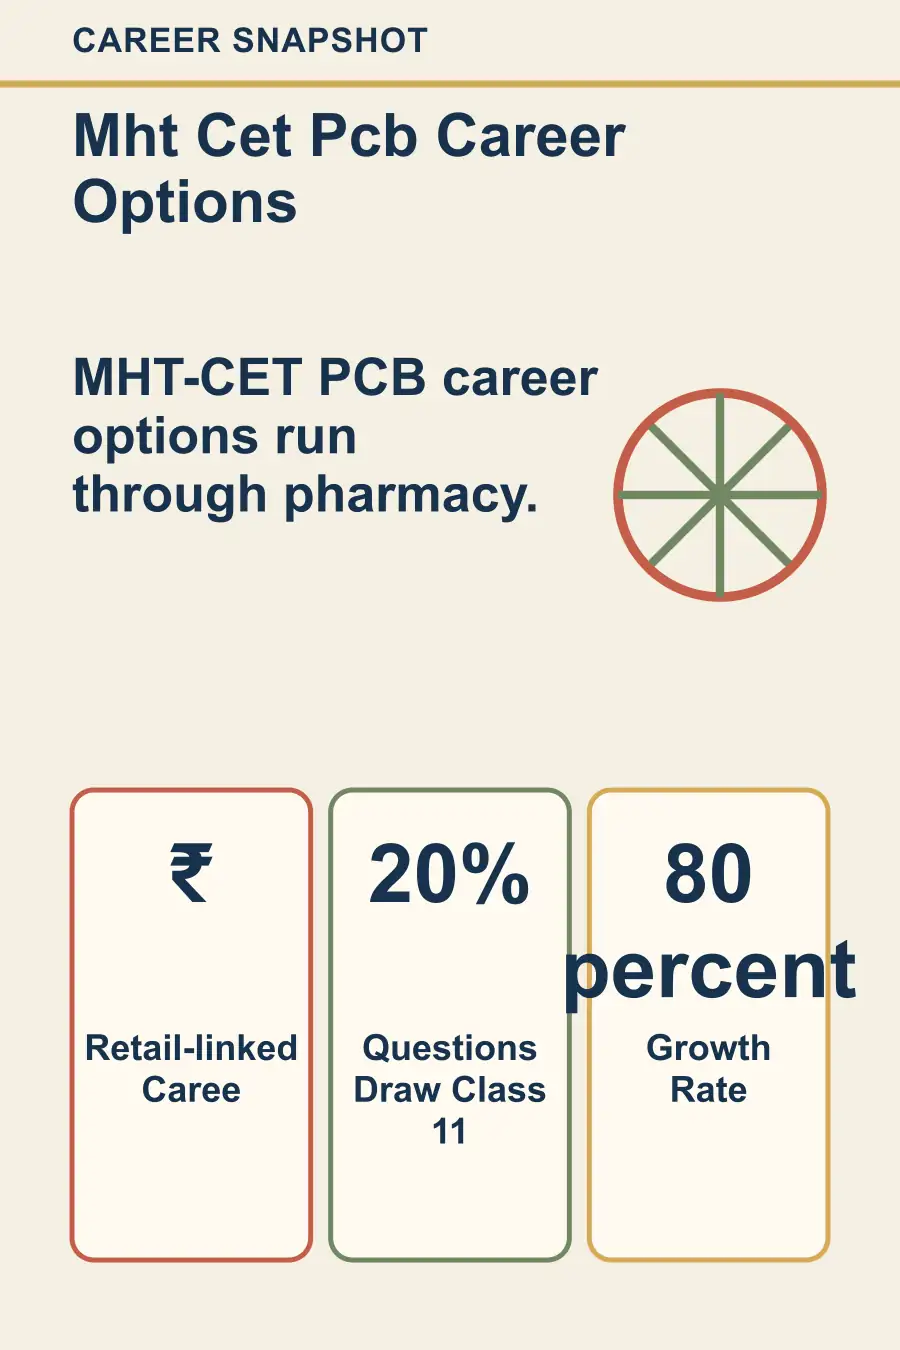 CAREER SNAPSHOT
Mht Cet Pcb Career
Options
MHT-CET PCB career
options run
through pharmacy.
₹
Retail-linked
Caree
20%
Questions
Draw Class
11
80
percent
Growth
Rate